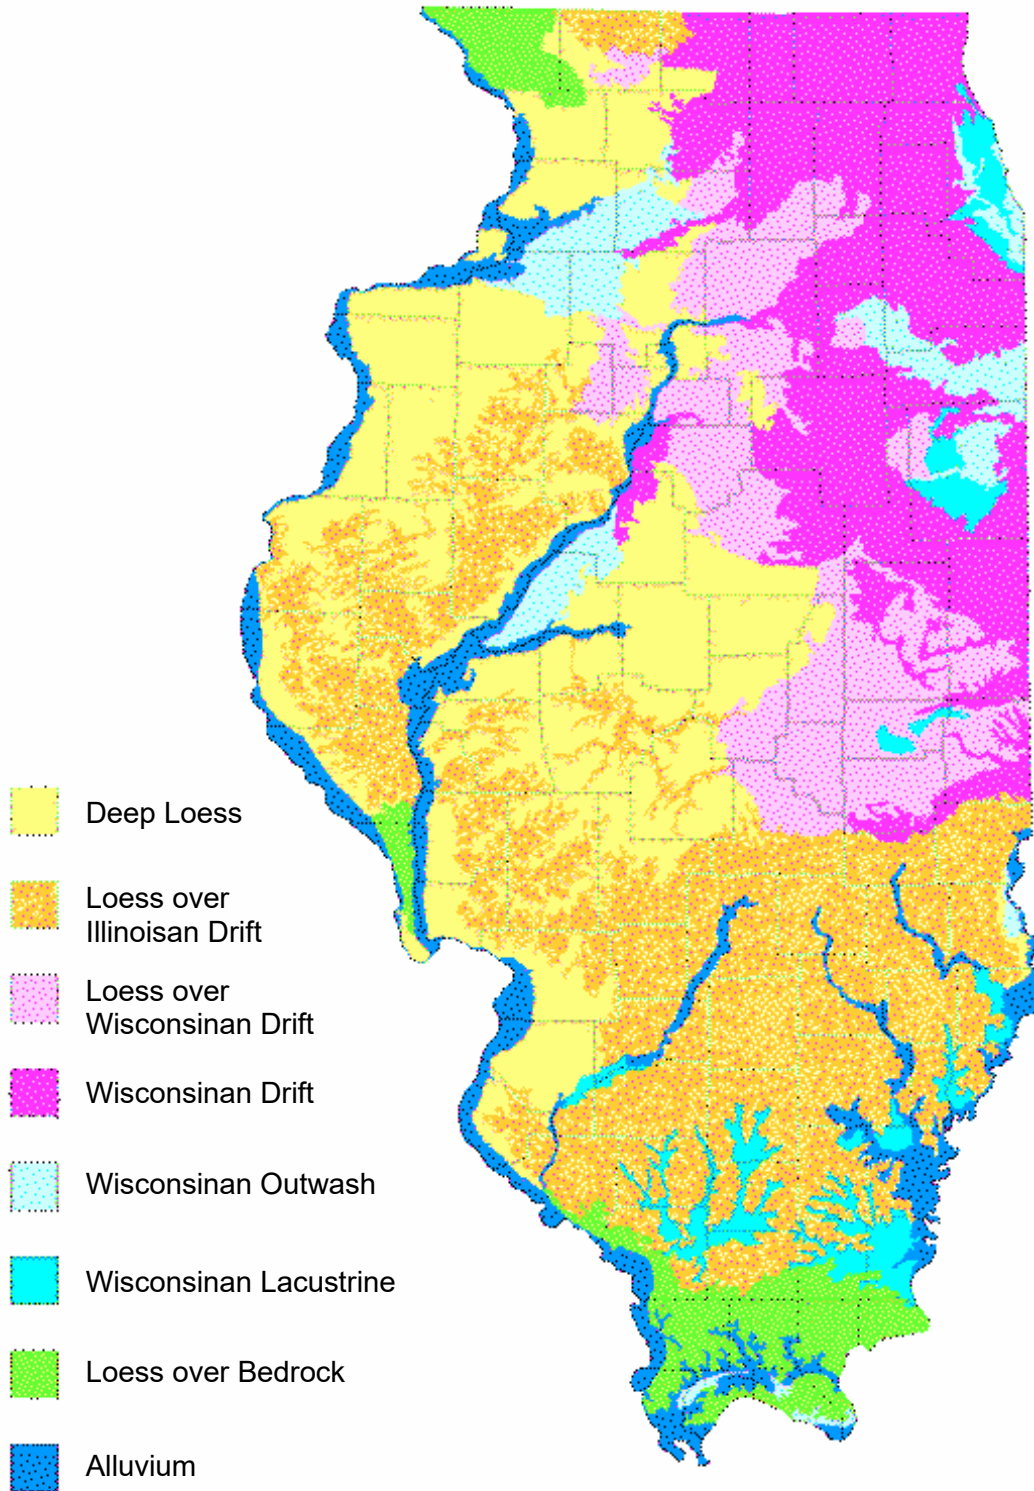 Deep Loess
Loess over
Illinoisan Drift
Loess over
Wisconsinan Drift
Wisconsinan Drift
Wisconsinan Outwash
Wisconsinan Lacustrine
Loess over Bedrock
Alluvium